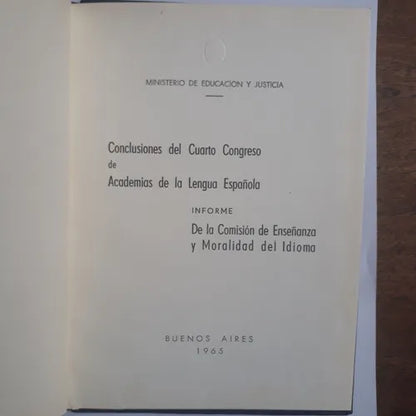 MINISTERIO DE EDUCACION Y JUSTICIA
Conclusiones del Cuarto Congreso
de
Academias de la Lengua Española
INFORME
De la Comisión de Enseñanza
y Moralidad del Idioma
BUENOS AIRES
1965